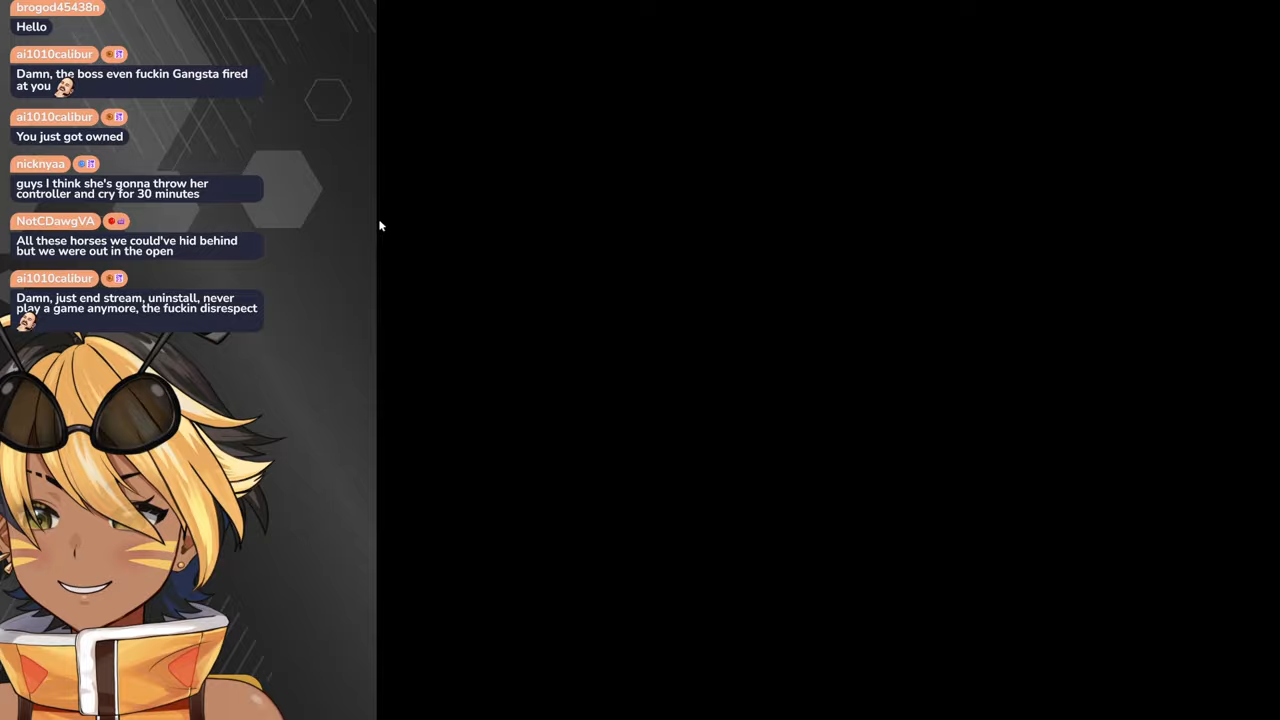 brogod45438n
Hello
ai1010calibur
Damn, the boss even fuckin Gangsta fired
at you
ai1010calibur
You just got owned
nicknyaa
guys I think she's gonna throw her
controller and cry for 30 minutes
NotCDawgVA
All these horses we could've hid behind
but we were out in the open
ai1010calibur
Damn, just end stream, uninstall, never
play a game anymore, the fuckin disrespect